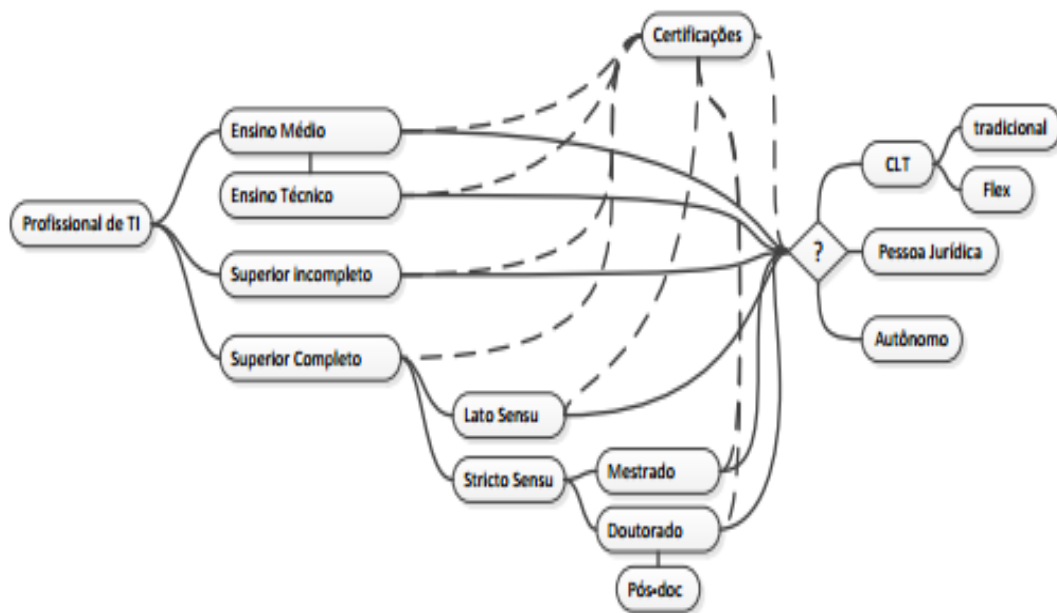 Certificações
Ensino Médio
tradicional
CLT
Ensino Técnico
Flex
Profissional de TI
?
Pessoa Jurídica
Superior incompleto
Autônomo
Superior Completo
Lato Sensu
Stricto Sensu
Mestrado
Doutorado
Pós-doc